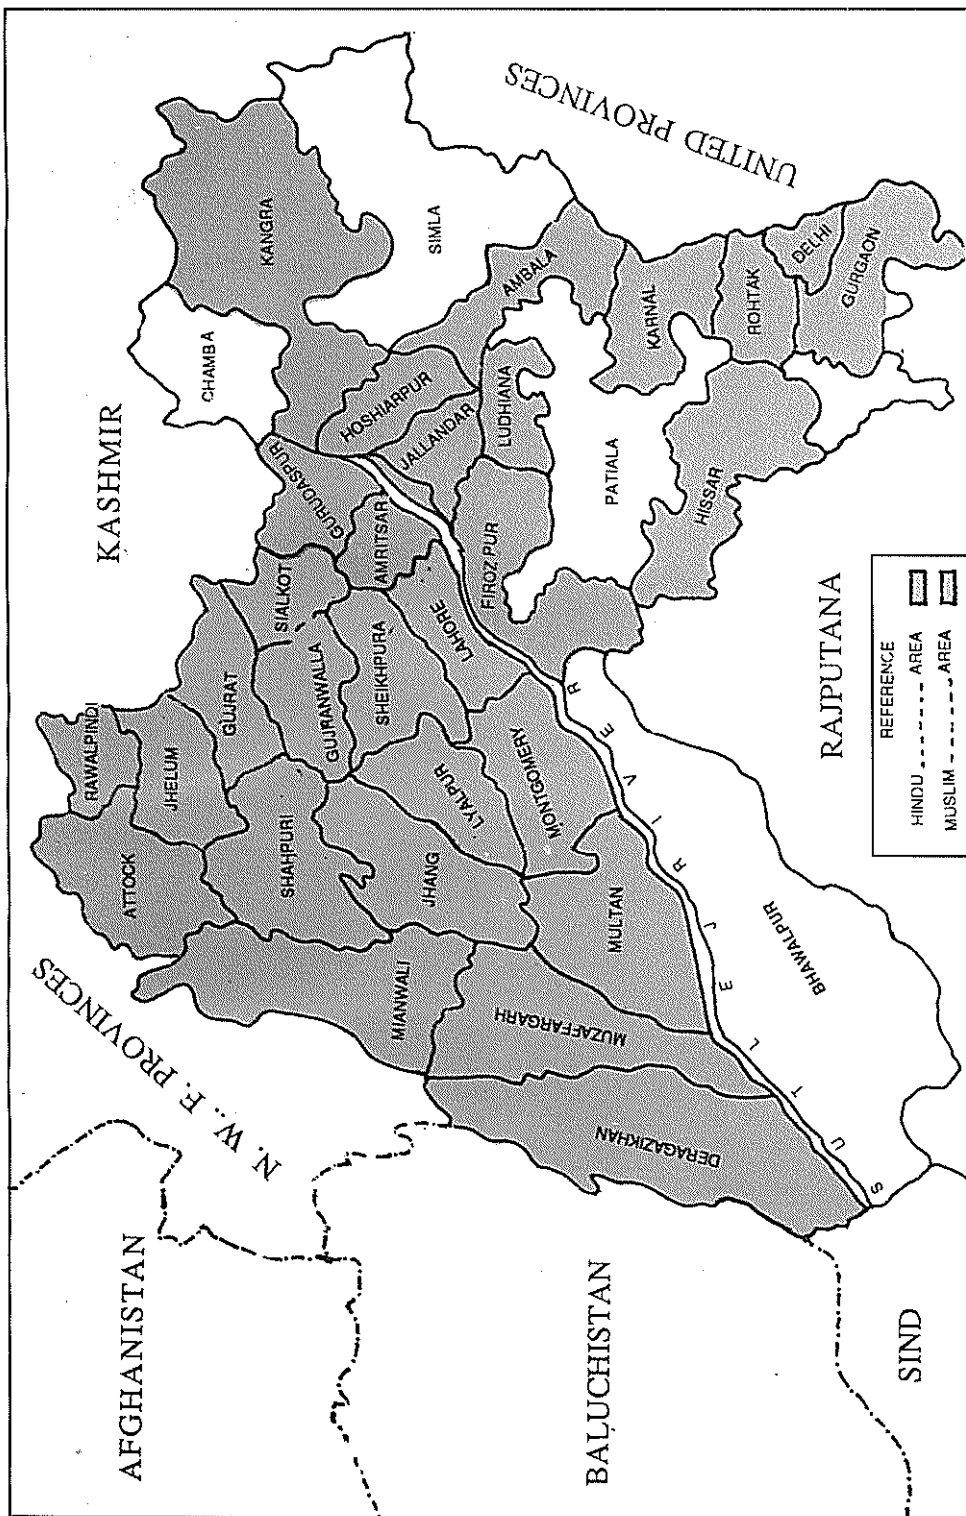 AFGHANISTAN
N. W. F. PROVINCES
KASHMIR
UNITED PROVINCES
BALUCHISTAN
SIND
RAJPUTANA
RAWALPINDI
ATTOCK
JHELUM
GUJRAT
SHAHPURI
SIALKOT
GUJRANWALLA
SHEIKHPURA
GURUDASPUR
AMRITSAR
LAHORE
MIANWALI
JHANG
LYALPUR
MONTGOMERY
MULTAN
MUZAFFARGARH
DERAGAZIKHAN
CHAMBA
KANGRA
SIMLA
HOSHIARPUR
JALLANDAR
LUDHIANA
FIROZPUR
AMBALA
PATIALA
KARNAL
ROHTAK
DELHI
GURGAON
HISSAR
BHAWALPUR
SUTLEJ RIVER
REFERENCE
HINDU ------- AREA
MUSLIM ------- AREA